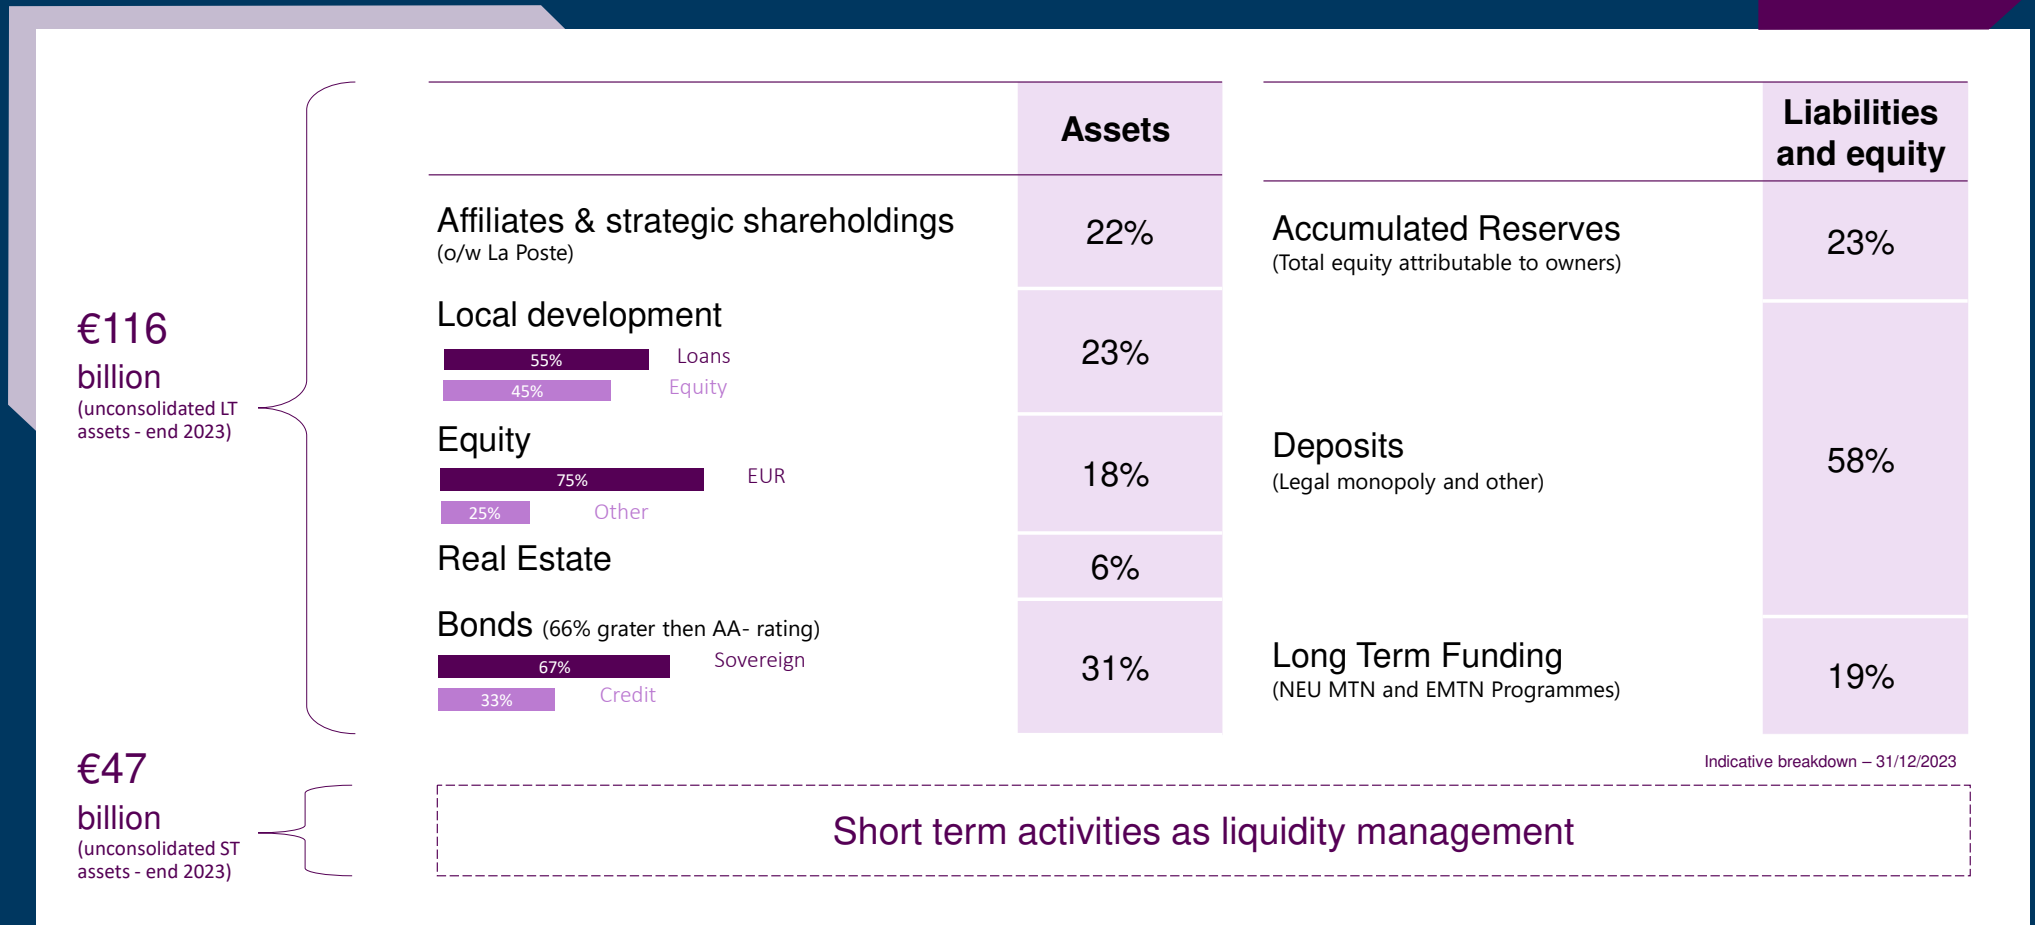 €116
billion
(unconsolidated LT
assets - end 2023)
Assets
Affiliates & strategic shareholdings
(o/w La Poste)
22%
Local development
55% Loans
45% Equity
23%
Equity
75% EUR
25% Other
18%
Real Estate
6%
Bonds (66% grater then AA- rating)
67% Sovereign
33% Credit
31%
Liabilities
and equity
Accumulated Reserves
(Total equity attributable to owners)
23%
Deposits
(Legal monopoly and other)
58%
Long Term Funding
(NEU MTN and EMTN Programmes)
19%
Indicative breakdown – 31/12/2023
€47
billion
(unconsolidated ST
assets - end 2023)
Short term activities as liquidity management